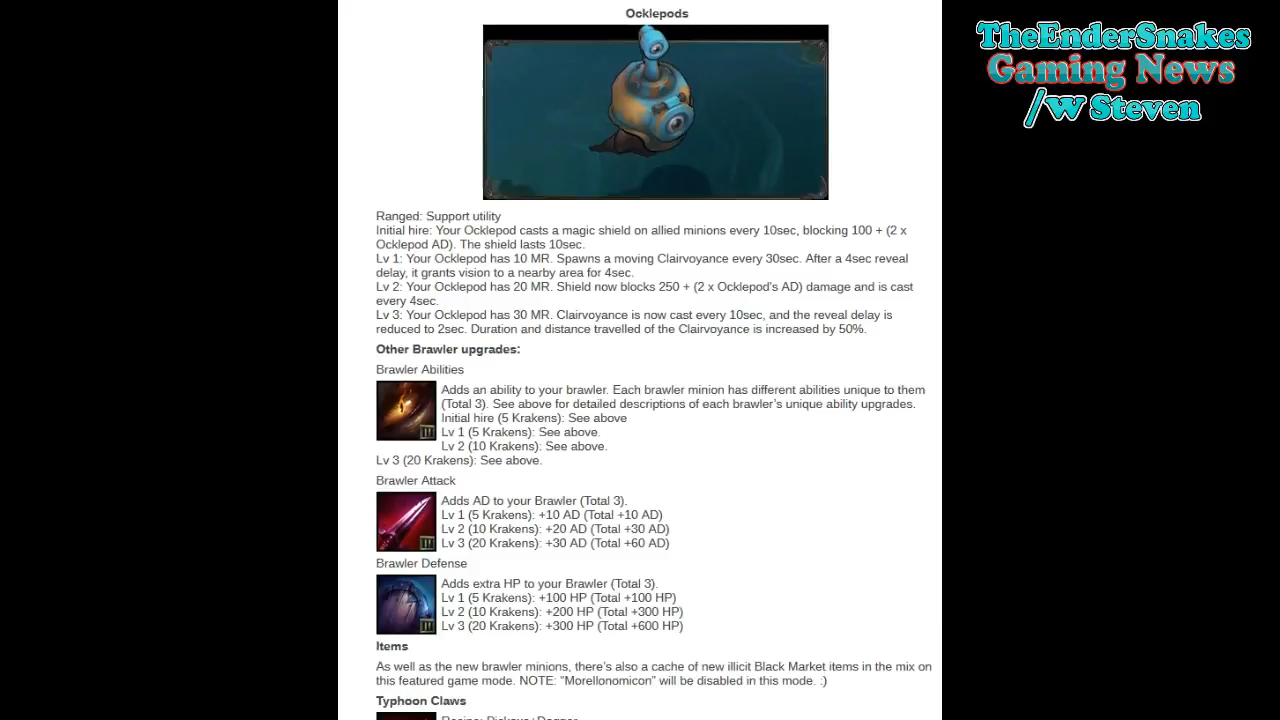 Ocklepods
TheEnderSnakes
Gaming News
/W Steven
Ranged: Support utility
Initial hire: Your Ocklepod casts a magic shield on allied minions every 10sec, blocking 100 + (2 x
Ocklepod AD). The shield lasts 10sec.
Lv 1: Your Ocklepod has 10 MR. Spawns a moving Clairvoyance every 30sec. After a 4sec reveal
delay, it grants vision to a nearby area for 4sec.
Lv 2: Your Ocklepod has 20 MR. Shield now blocks 250 + (2 x Ocklepod's AD) damage and is cast
every 4sec.
Lv 3: Your Ocklepod has 30 MR. Clairvoyance is now cast every 10sec, and the reveal delay is
reduced to 2sec. Duration and distance travelled of the Clairvoyance is increased by 50%.
Other Brawler upgrades:
Brawler Abilities
Adds an ability to your brawler. Each brawler minion has different abilities unique to them
(Total 3). See above for detailed descriptions of each brawler's unique ability upgrades.
Initial hire (5 Krakens): See above
Lv 1 (5 Krakens): See above.
Lv 2 (10 Krakens): See above.
Lv 3 (20 Krakens): See above.
Brawler Attack
Adds AD to your Brawler (Total 3).
Lv 1 (5 Krakens): +10 AD (Total +10 AD)
Lv 2 (10 Krakens): +20 AD (Total +30 AD)
Lv 3 (20 Krakens): +30 AD (Total +60 AD)
Brawler Defense
Adds extra HP to your Brawler (Total 3).
Lv 1 (5 Krakens): +100 HP (Total +100 HP)
Lv 2 (10 Krakens): +200 HP (Total +300 HP)
Lv 3 (20 Krakens): +300 HP (Total +600 HP)
Items
As well as the new brawler minions, there's also a cache of new illicit Black Market items in the mix on
this featured game mode. NOTE: "Morellonomicon" will be disabled in this mode. :)
Typhoon Claws